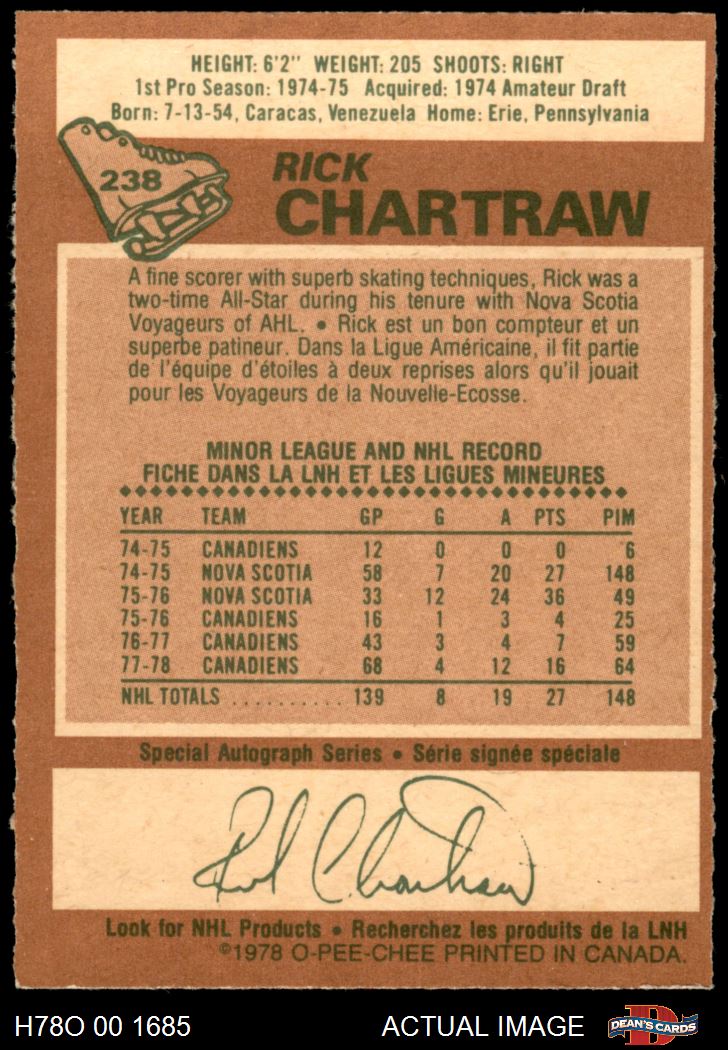 HEIGHT: 6'2" WEIGHT: 205 SHOOTS: RIGHT
1st Pro Season: 1974-75 Acquired: 1974 Amateur Draft
Born: 7-13-54, Caracas, Venezuela Home: Erie, Pennsylvania
238
RICK
CHARTRAW
A fine scorer with superb skating techniques, Rick was a
two-time All-Star during his tenure with Nova Scotia
Voyageurs of AHL. • Rick est un bon compteur et un
superbe patineur. Dans la Ligue Américaine, il fit partie
de l'équipe d'étoiles à deux reprises alors qu'il jouait
pour les Voyageurs de la Nouvelle-Ecosse.
MINOR LEAGUE AND NHL RECORD
FICHE DANS LA LNH ET LES LIGUES MINEURES
YEAR TEAM GP G A PTS PIM
74-75 CANADIENS 12 0 0 0 6
74-75 NOVA SCOTIA 58 7 20 27 148
75-76 NOVA SCOTIA 33 12 24 36 49
75-76 CANADIENS 16 1 3 4 25
76-77 CANADIENS 43 3 4 7 59
77-78 CANADIENS 68 4 12 16 64
NHL TOTALS .......... 139 8 19 27 148
Special Autograph Series • Série signée spéciale
Rick Chartraw
Look for NHL Products • Recherchez les produits de la LNH
©1978 O-PEE-CHEE PRINTED IN CANADA.
H78O 00 1685 ACTUAL IMAGE DEAN'S CARDS